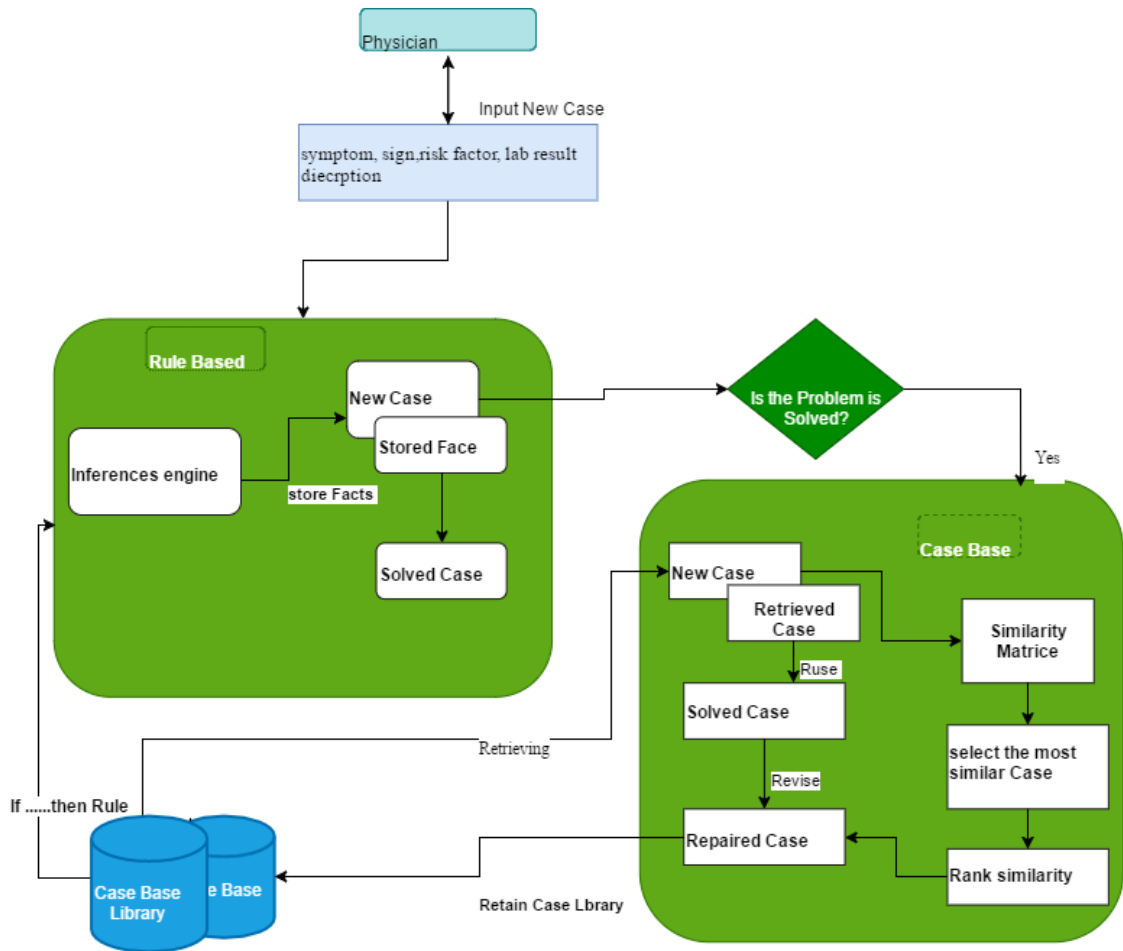 Physician
Input New Case
symptom, sign,risk factor, lab result
diecrption
Rule Based
New Case
Stored Face
Inferences engine
store Facts
Solved Case
Is the Problem is
Solved?
Yes
Case Base
New Case
Retrieved
Case
Similarity
Matrice
Ruse
Solved Case
select the most
similar Case
Revise
Repaired Case
Rank similarity
Retrieving
If ......then Rule
Case Base
Library
e Base
Retain Case Lbrary